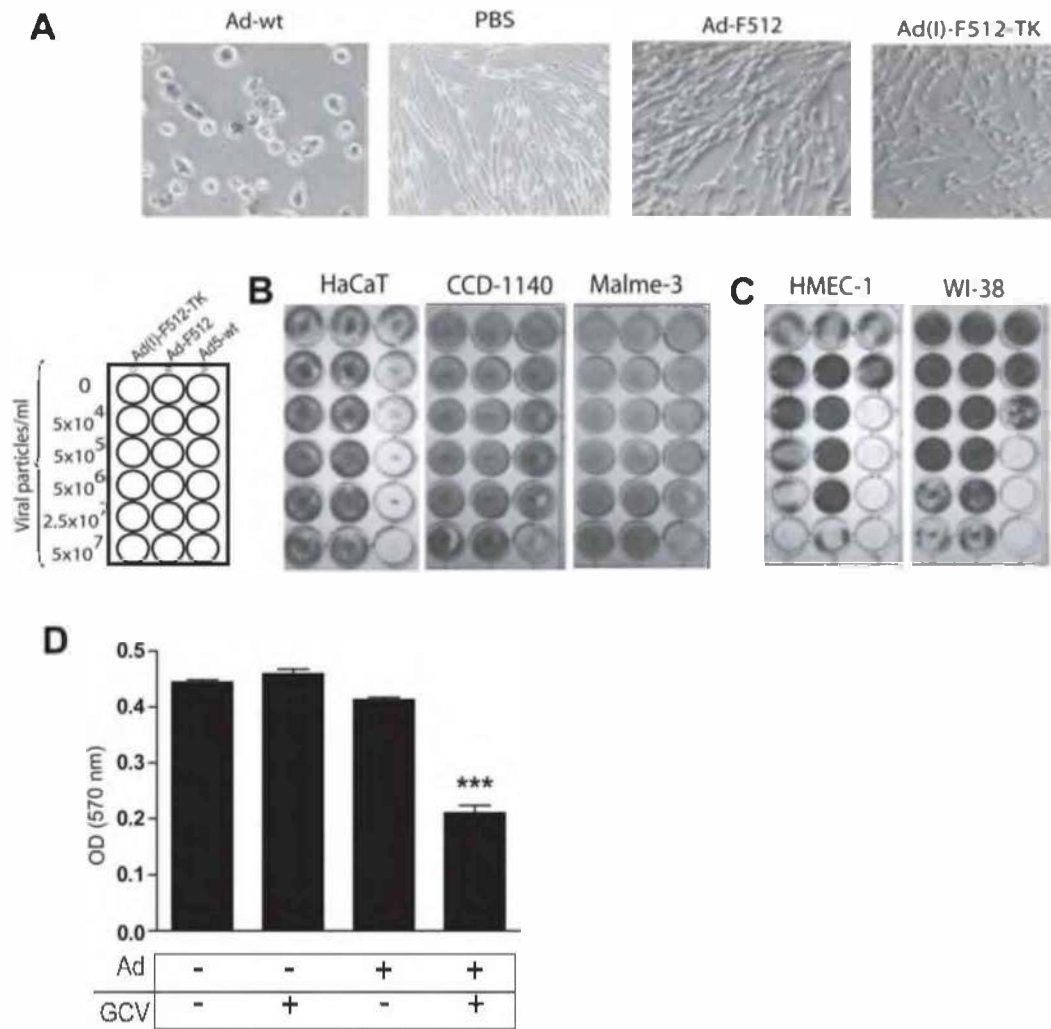 A
Ad-wt
PBS
Ad-F512
Ad(I)-F512-TK
Ad(I)-F512-TK
Ad-F512
Ad5-wt
Viral particles/ml
0
5x10^4
5x10^5
5x10^6
2.5x10^7
5x10^7
B
HaCaT
CCD-1140
Malme-3
C
HMEC-1
WI-38
D
OD (570 nm)
0.5
0.4
0.3
0.2
0.1
0.0
***
Ad - - + +
GCV - + - +